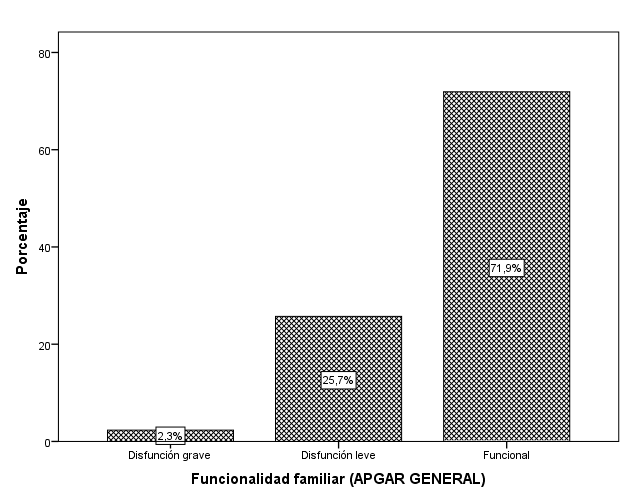 80
60
40
20
0
Porcentaje
71,9%
25,7%
2,3%
Disfunción grave
Disfunción leve
Funcional
Funcionalidad familiar (APGAR GENERAL)